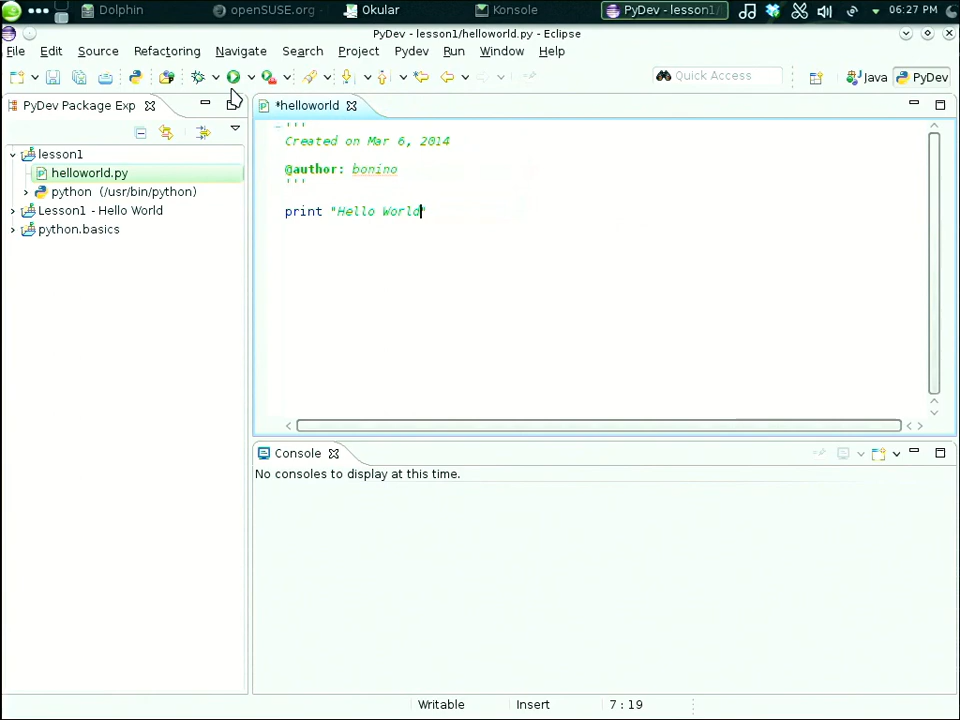 Dolphin openSUSE.org Okular Konsole PyDev - lesson1/ 06:27 PM
PyDev - lesson1/helloworld.py - Eclipse
File Edit Source Refactoring Navigate Search Project Pydev Run Window Help
Quick Access Java PyDev
PyDev Package Exp
*helloworld
'''
Created on Mar 6, 2014
lesson1
@author: bonino
helloworld.py
'''
python (/usr/bin/python)
Lesson1 - Hello World
print "Hello World"
python.basics
Console
No consoles to display at this time.
Writable Insert 7 : 19